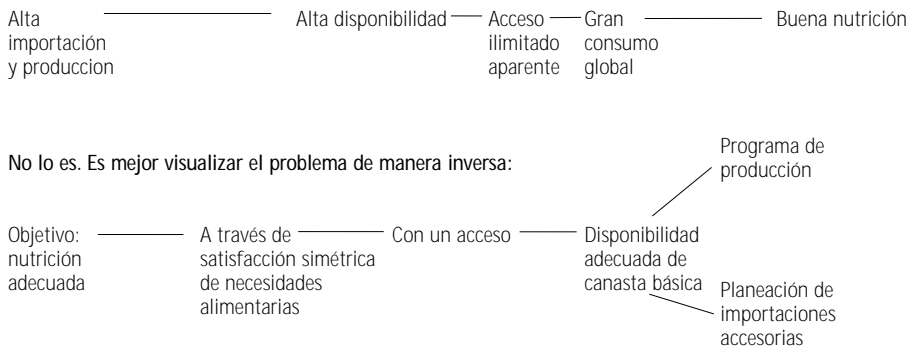 Alta importación y produccion
Alta disponibilidad
Acceso ilimitado aparente
Gran consumo global
Buena nutrición
No lo es. Es mejor visualizar el problema de manera inversa:
Objetivo: nutrición adecuada
A través de satisfacción simétrica de necesidades alimentarias
Con un acceso
Disponibilidad adecuada de canasta básica
Programa de producción
Planeación de importaciones accesorias